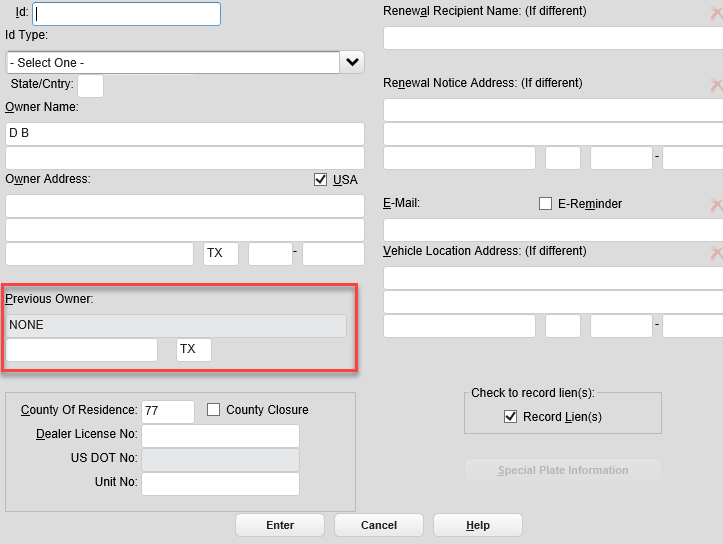 Id:
Id Type:
- Select One -
State/Cntry:
Owner Name:
D B
Owner Address:
USA
TX
-
Previous Owner:
NONE
TX
County Of Residence: 77
County Closure
Dealer License No:
US DOT No:
Unit No:
Renewal Recipient Name: (If different)
Renewal Notice Address: (If different)
-
E-Mail:
E-Reminder
Vehicle Location Address: (If different)
-
Check to record lien(s):
Record Lien(s)
Special Plate Information
Enter
Cancel
Help